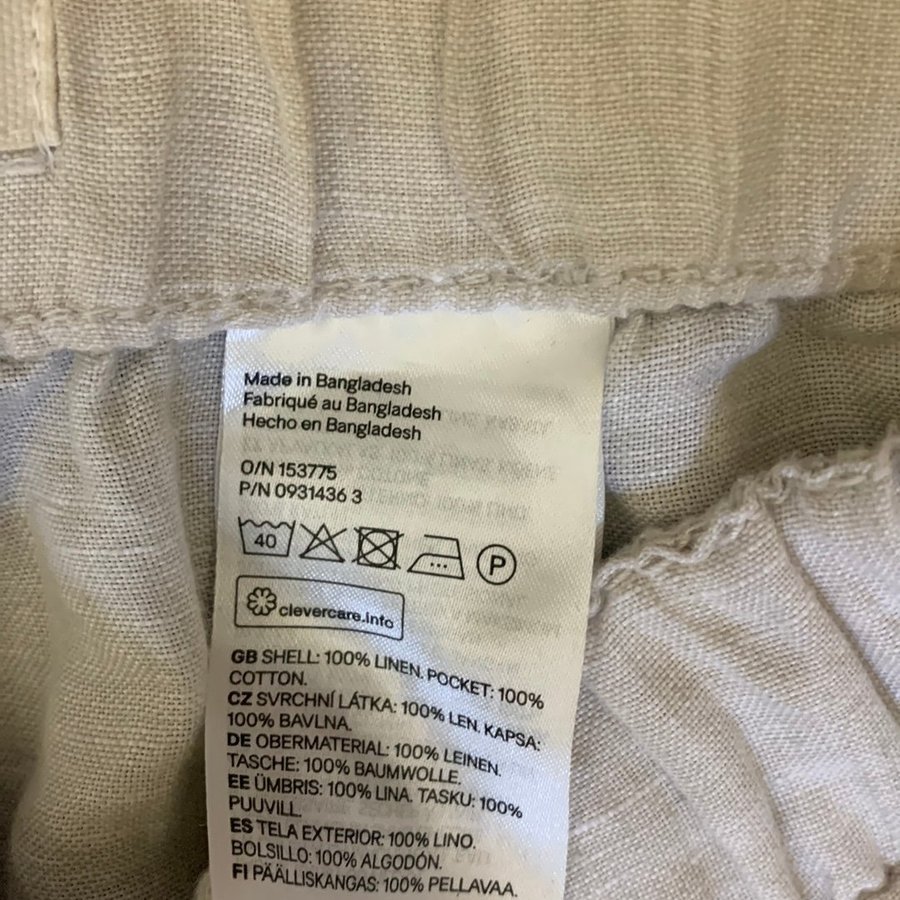 Made in Bangladesh
Fabriqué au Bangladesh
Hecho en Bangladesh
O/N 153775
P/N 0931436 3
40
P
clevercare.info
GB SHELL: 100% LINEN. POCKET: 100%
COTTON.
CZ SVRCHNÍ LÁTKA: 100% LEN. KAPSA:
100% BAVLNA.
DE OBERMATERIAL: 100% LEINEN.
TASCHE: 100% BAUMWOLLE.
EE ÜMBRIS: 100% LINA. TASKU: 100%
PUUVILL.
ES TELA EXTERIOR: 100% LINO.
BOLSILLO: 100% ALGODÓN.
FI PÄÄLLISKANGAS: 100% PELLAVAA.